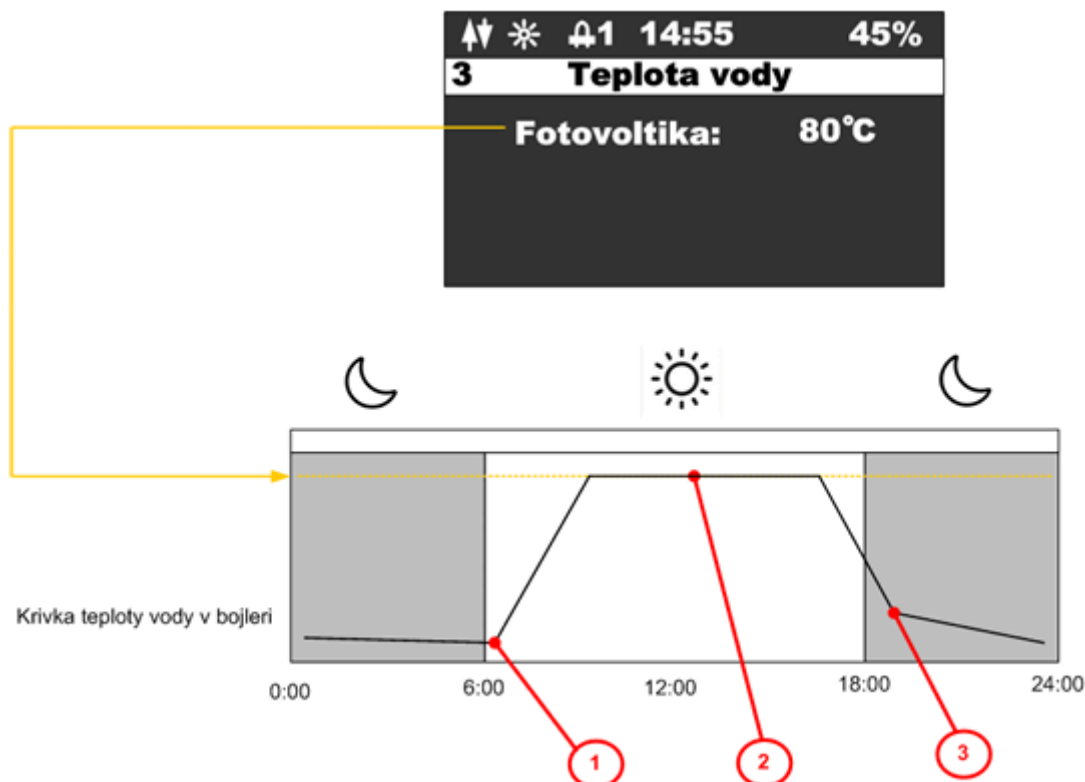 1 14:55 45%
3 Teplota vody
Fotovoltika: 80°C
Krivka teploty vody v bojleri
0:00 6:00 12:00 18:00 24:00
1 2 3